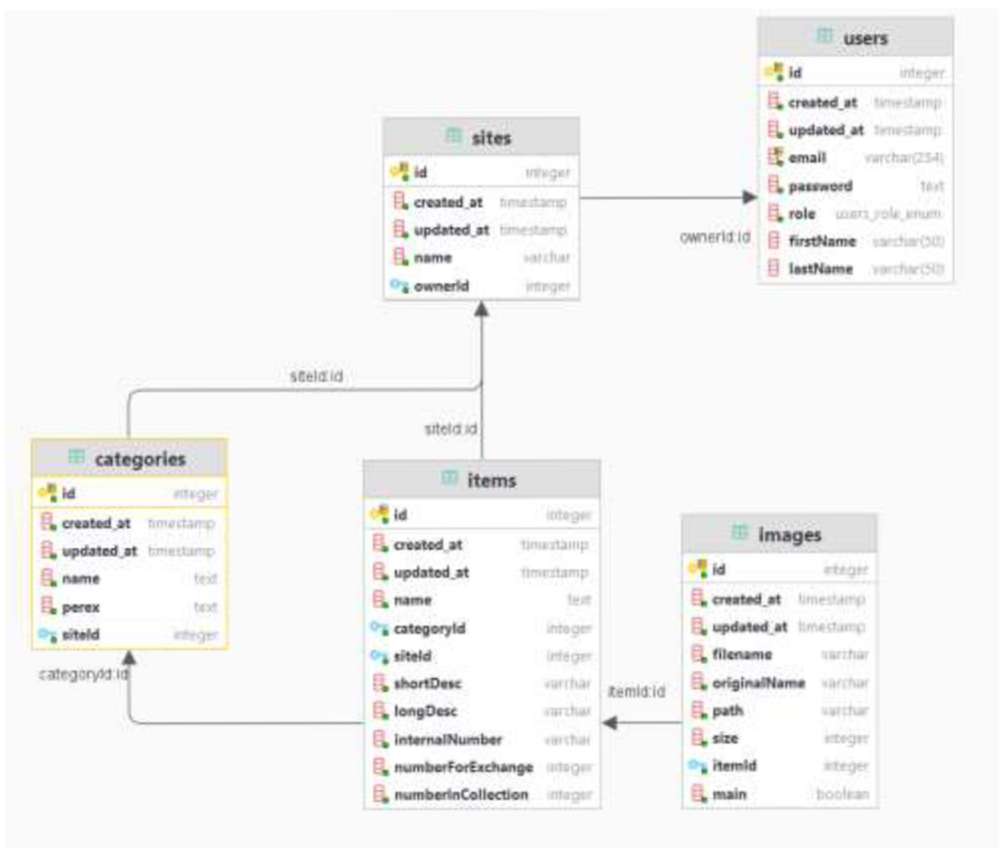 users
id integer
created_at timestamp
updated_at timestamp
email varchar(254)
password text
role users_role_enum
firstName varchar(50)
lastName varchar(50)
sites
id integer
created_at timestamp
updated_at timestamp
name varchar
ownerId integer
ownerId:id
siteId:id
siteId:id
categories
id integer
created_at timestamp
updated_at timestamp
name text
perex text
siteId integer
categoryId:id
items
id integer
created_at timestamp
updated_at timestamp
name text
categoryId integer
siteId integer
shortDesc varchar
longDesc varchar
internalNumber varchar
numberForExchange integer
numberInCollection integer
itemId:id
images
id integer
created_at timestamp
updated_at timestamp
filename varchar
originalName varchar
path varchar
size integer
itemId integer
main boolean